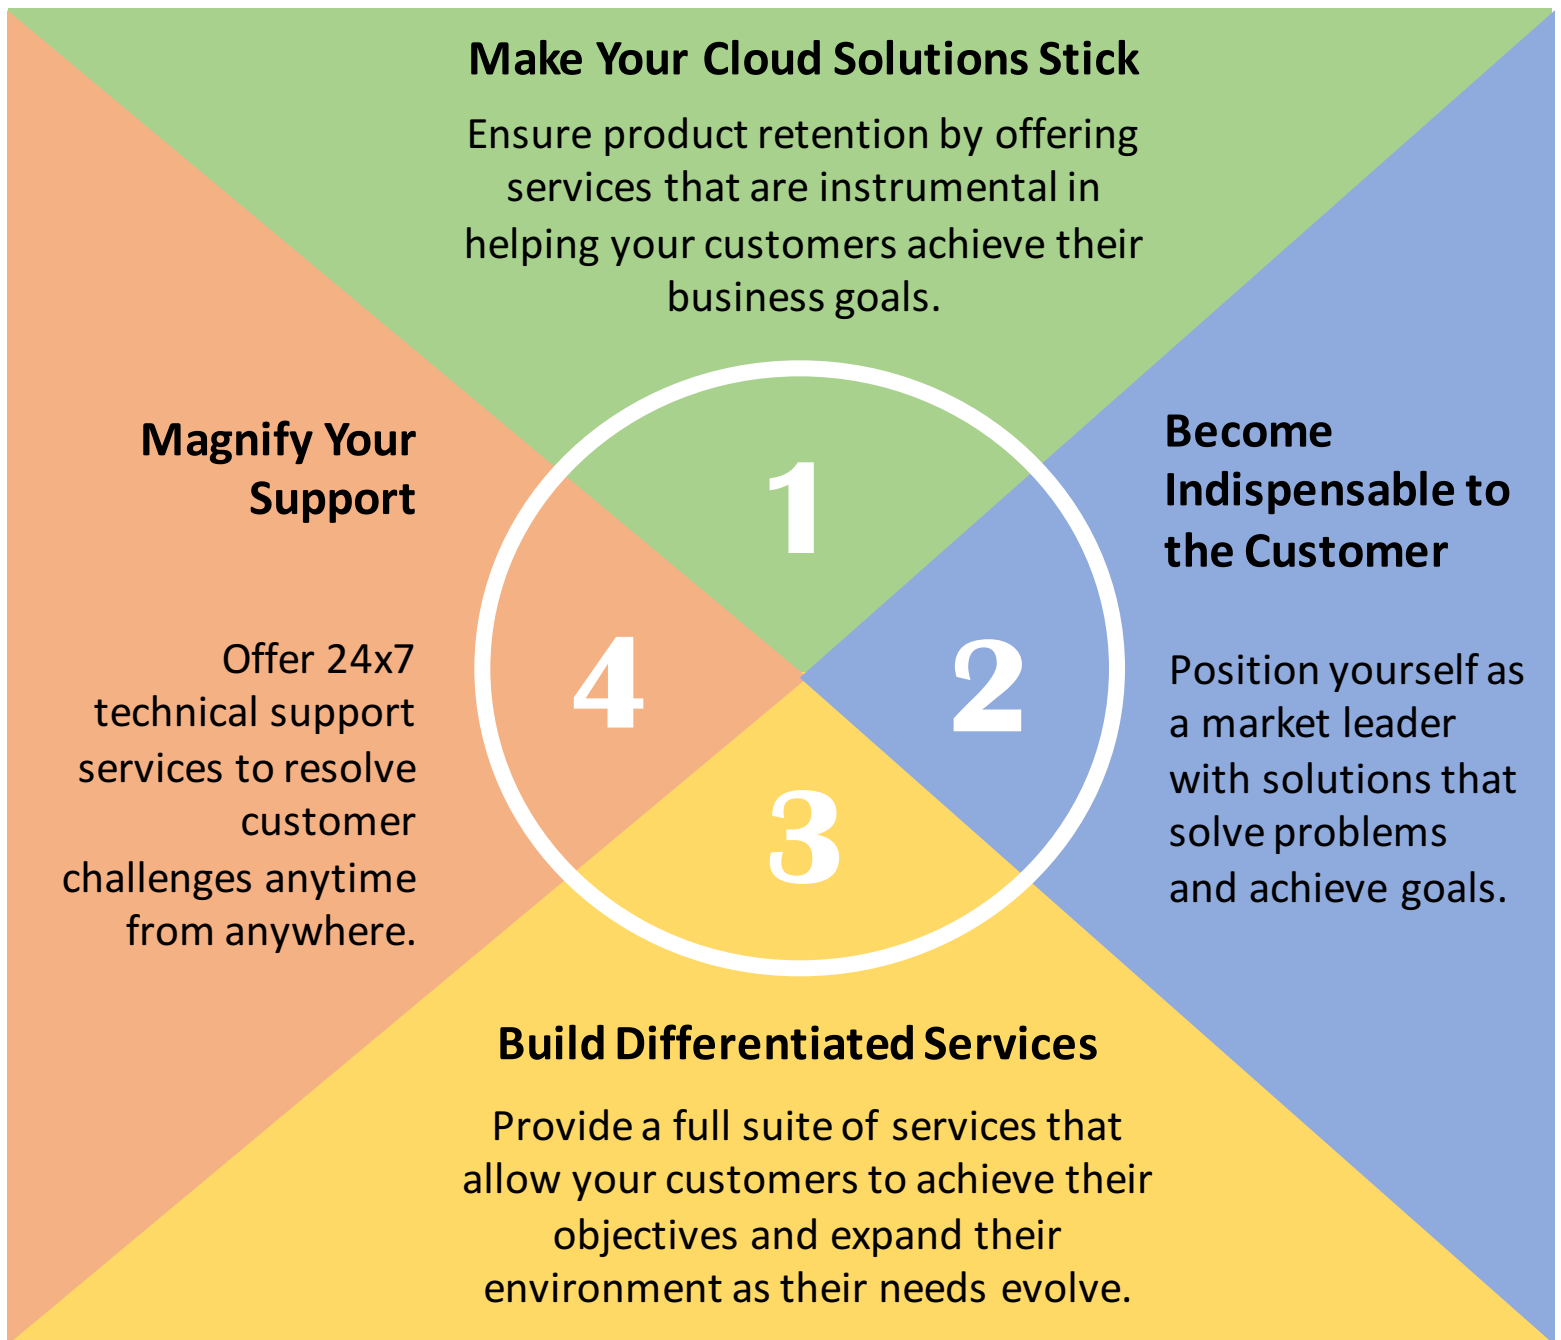 Make Your Cloud Solutions Stick
Ensure product retention by offering
services that are instrumental in
helping your customers achieve their
business goals.
1
Become
Indispensable to
the Customer
Position yourself as
a market leader
with solutions that
solve problems
and achieve goals.
2
3
Build Differentiated Services
Provide a full suite of services that
allow your customers to achieve their
objectives and expand their
environment as their needs evolve.
Magnify Your
Support
Offer 24x7
technical support
services to resolve
customer
challenges anytime
from anywhere.
4